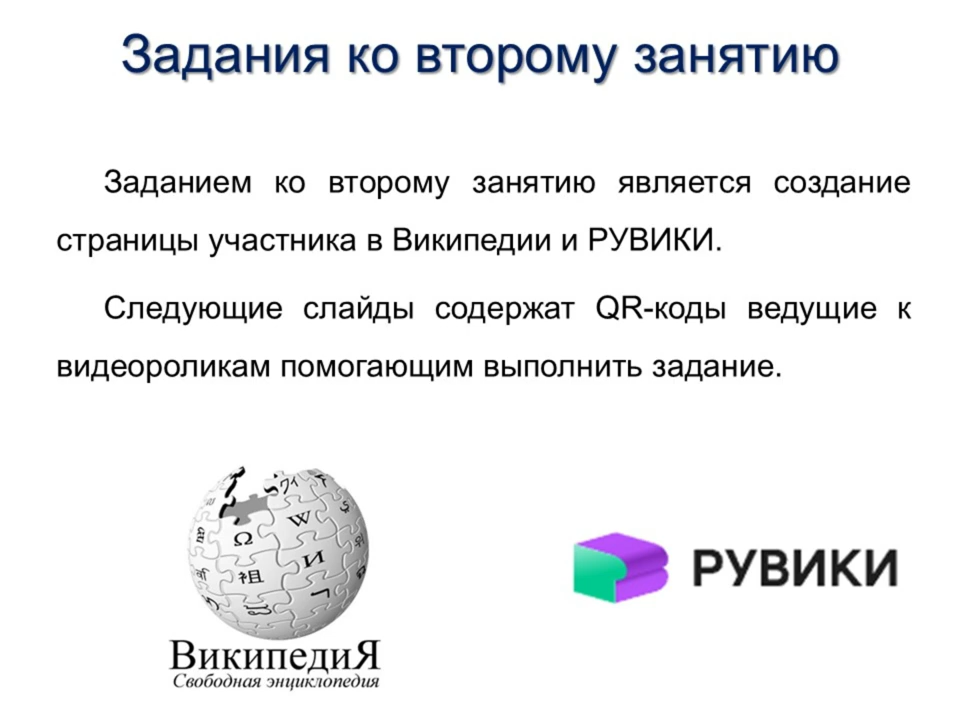 Задания ко второму занятию
Заданием ко второму занятию является создание
страницы участника в Википедии и РУВИКИ.
Следующие слайды содержат QR-коды ведущие к
видеороликам помогающим выполнить задание.
W
Ω
И
祖
ВикипедиЯ
Свободная энциклопедия
РУВИКИ